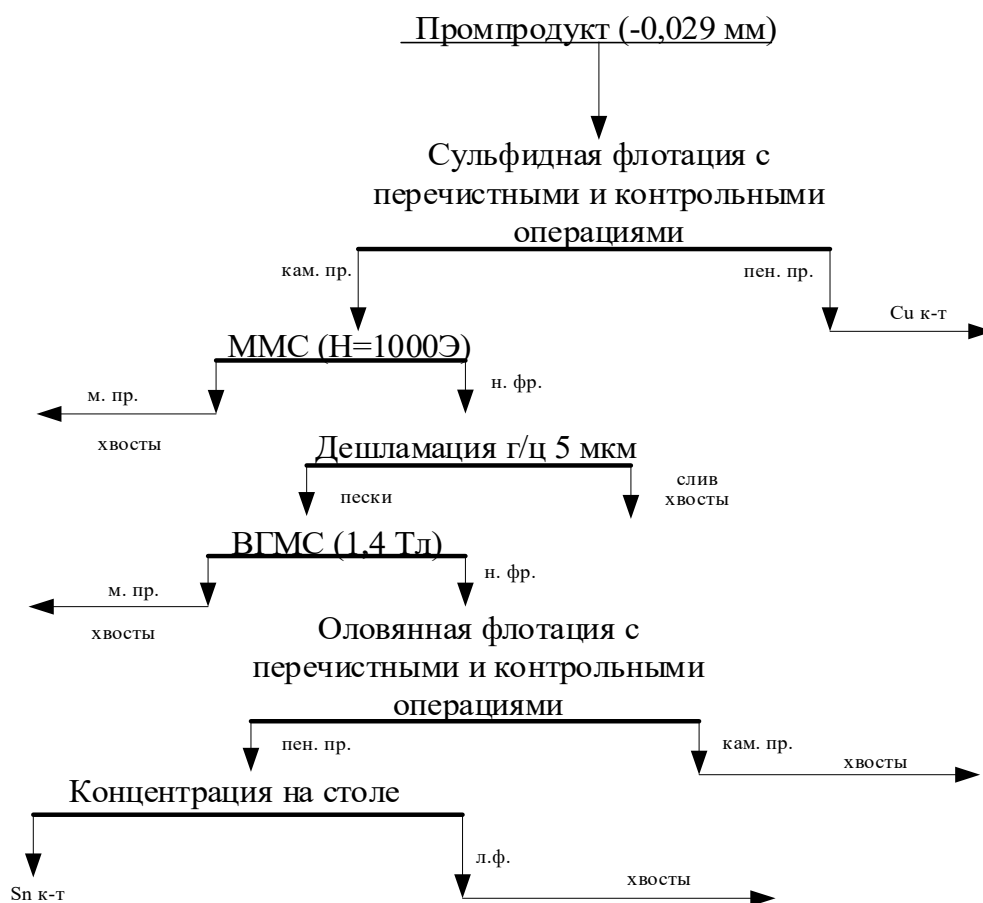 Промпродукт (-0,029 мм)
Сульфидная флотация с
перечистными и контрольными
операциями
кам. пр.
пен. пр.
Cu к-т
ММС (Н=1000Э)
м. пр.
хвосты
н. фр.
Дешламация г/ц 5 мкм
пески
слив
хвосты
ВГМС (1,4 Тл)
м. пр.
хвосты
н. фр.
Оловянная флотация с
перечистными и контрольными
операциями
пен. пр.
кам. пр.
хвосты
Концентрация на столе
Sn к-т
л.ф.
хвосты